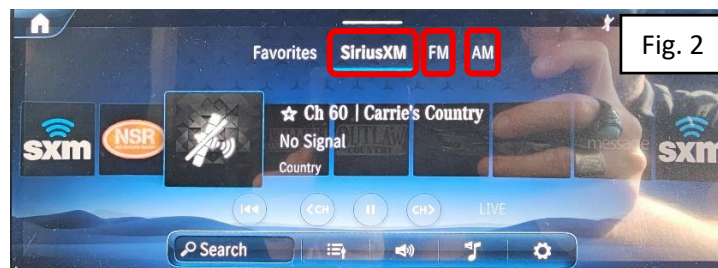 Fig. 2
Favorites SiriusXM FM AM
☆ Ch 60 | Carrie's Country
No Signal
Country
sxm
NSR
OUTLAW
COUNTRY
message
sxm
<CH
CH>
LIVE
Search